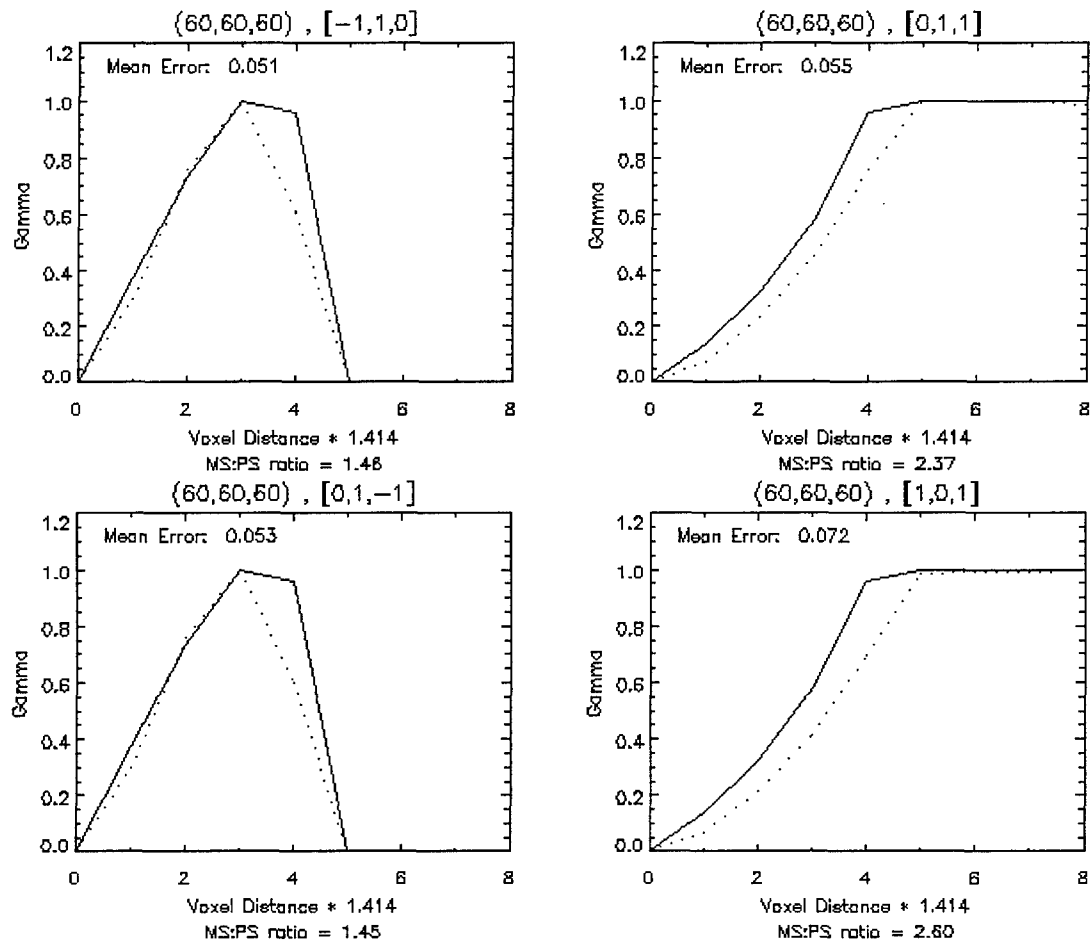 (60,60,60) , [−1,1,0]
Mean Error: 0.051
1.2
1.0
0.8
0.6
0.4
0.2
0.0
Gamma
0 2 4 6 8
Voxel Distance * 1.414
MS:PS ratio = 1.46
(60,60,60) , [0,1,1]
Mean Error: 0.055
1.2
1.0
0.8
0.6
0.4
0.2
0.0
Gamma
0 2 4 6 8
Voxel Distance * 1.414
MS:PS ratio = 2.37
(60,60,60) , [0,1,−1]
Mean Error: 0.053
1.2
1.0
0.8
0.6
0.4
0.2
0.0
Gamma
0 2 4 6 8
Voxel Distance * 1.414
MS:PS ratio = 1.45
(60,60,60) , [1,0,1]
Mean Error: 0.072
1.2
1.0
0.8
0.6
0.4
0.2
0.0
Gamma
0 2 4 6 8
Voxel Distance * 1.414
MS:PS ratio = 2.60